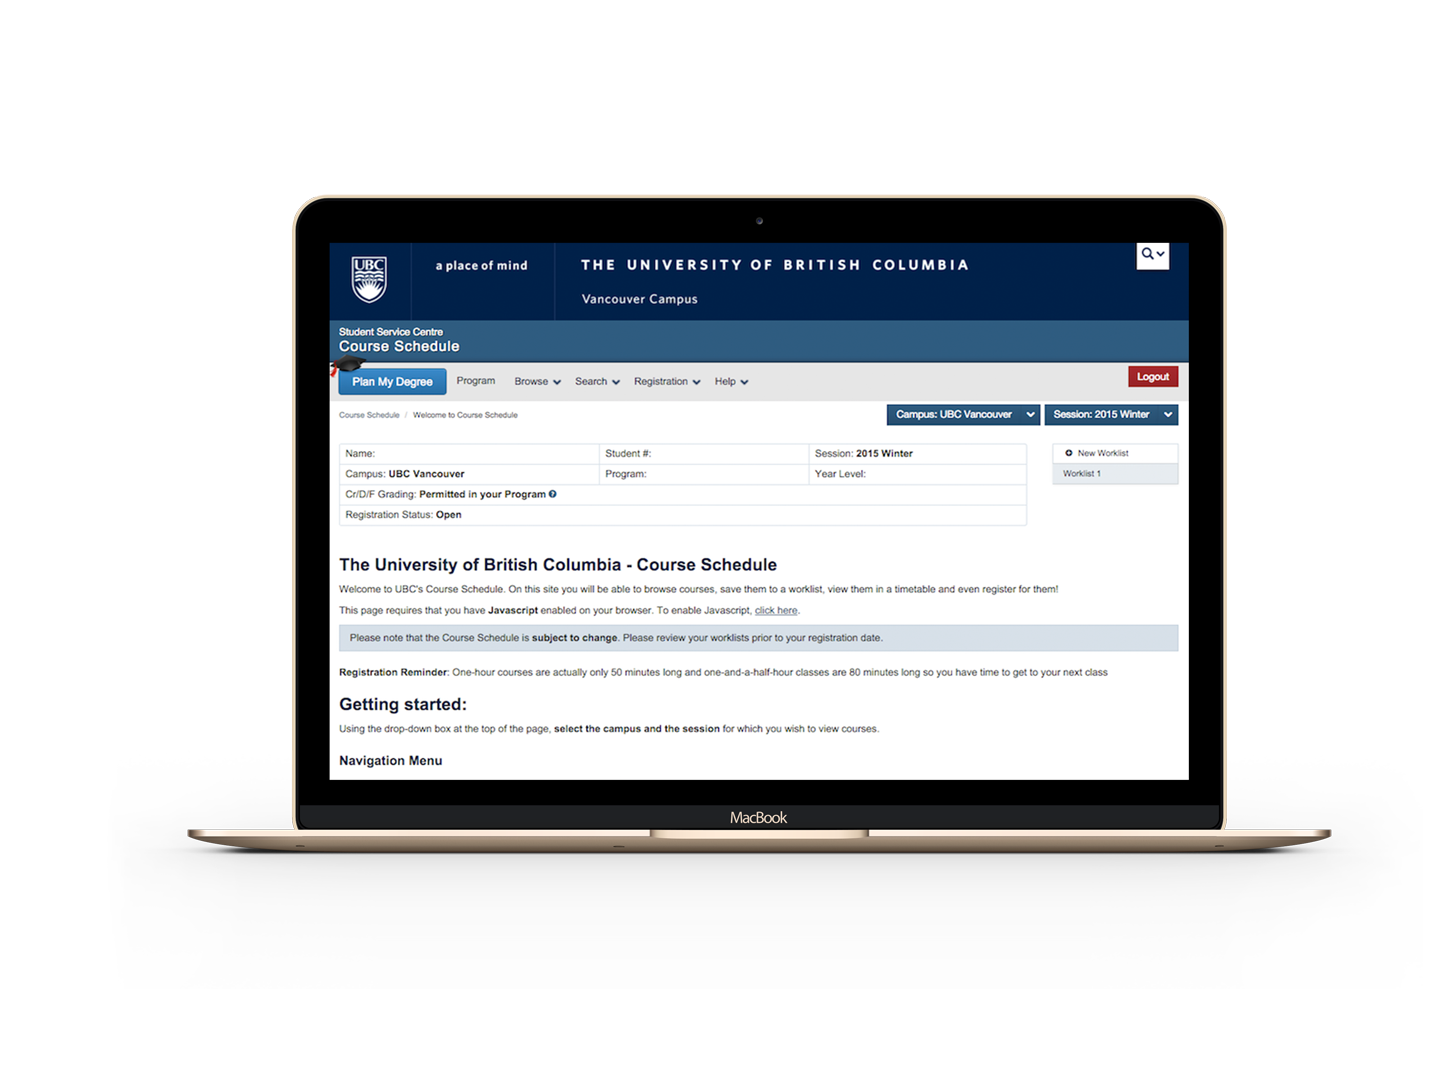 UBC
a place of mind
THE UNIVERSITY OF BRITISH COLUMBIA
Vancouver Campus
Student Service Centre
Course Schedule
Plan My Degree Program Browse Search Registration Help Logout
Course Schedule / Welcome to Course Schedule Campus: UBC Vancouver Session: 2015 Winter
Name: Student #: Session: 2015 Winter
Campus: UBC Vancouver Program: Year Level:
Cr/D/F Grading: Permitted in your Program ?
Registration Status: Open
New Worklist
Worklist 1
The University of British Columbia - Course Schedule
Welcome to UBC's Course Schedule. On this site you will be able to browse courses, save them to a worklist, view them in a timetable and even register for them!
This page requires that you have Javascript enabled on your browser. To enable Javascript, click here.
Please note that the Course Schedule is subject to change. Please review your worklists prior to your registration date.
Registration Reminder: One-hour courses are actually only 50 minutes long and one-and-a-half-hour classes are 80 minutes long so you have time to get to your next class
Getting started:
Using the drop-down box at the top of the page, select the campus and the session for which you wish to view courses.
Navigation Menu
MacBook